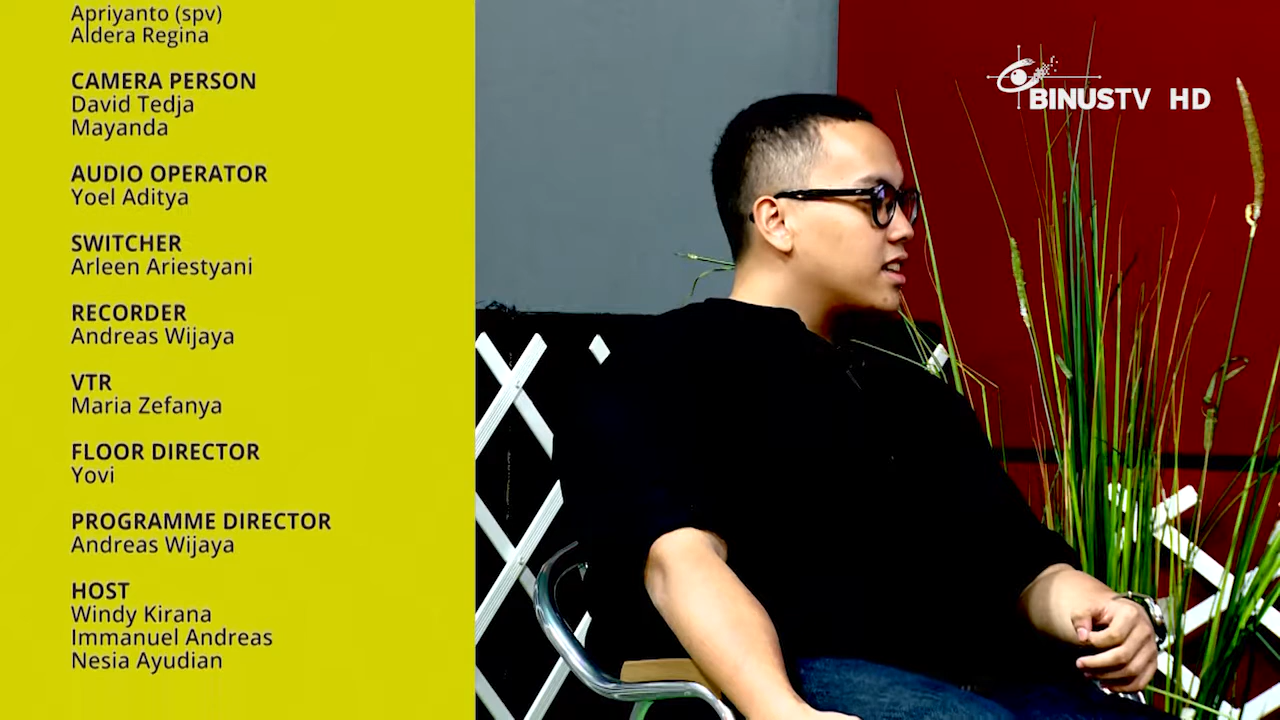 Apriyanto (spv)
Aldera Regina
CAMERA PERSON
David Tedja
Mayanda
AUDIO OPERATOR
Yoel Aditya
SWITCHER
Arleen Ariestyani
RECORDER
Andreas Wijaya
VTR
Maria Zefanya
FLOOR DIRECTOR
Yovi
PROGRAMME DIRECTOR
Andreas Wijaya
HOST
Windy Kirana
Immanuel Andreas
Nesia Ayudian
BINUSTV HD